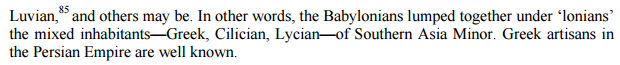 Luvian,85 and others may be. In other words, the Babylonians lumped together under ‘Ionians’
the mixed inhabitants—Greek, Cilician, Lycian—of Southern Asia Minor. Greek artisans in
the Persian Empire are well known.